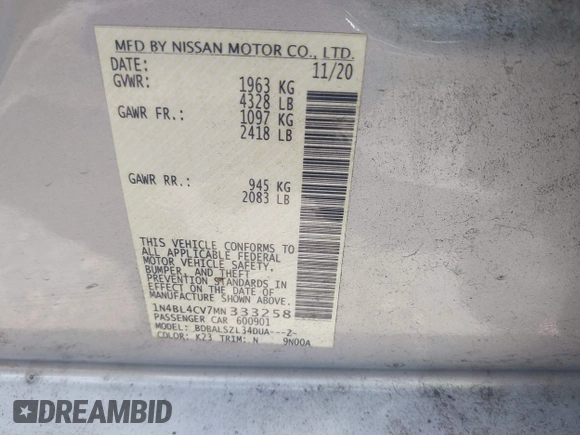 MFD BY NISSAN MOTOR CO., LTD.
DATE: 11/20
GVWR: 1963 KG
4328 LB
GAWR FR.: 1097 KG
2418 LB
GAWR RR.: 945 KG
2083 LB
THIS VEHICLE CONFORMS TO
ALL APPLICABLE FEDERAL
MOTOR VEHICLE SAFETY,
BUMPER, AND THEFT
PREVENTION STANDARDS IN
EFFECT ON THE DATE OF
MANUFACTURE SHOWN ABOVE.
1N4BL4CV7MN333258
PASSENGER CAR 600901
MODEL: BDBALSZL34DUA---Z-
COLOR: K23 TRIM: N 9N00A
DREAMBID